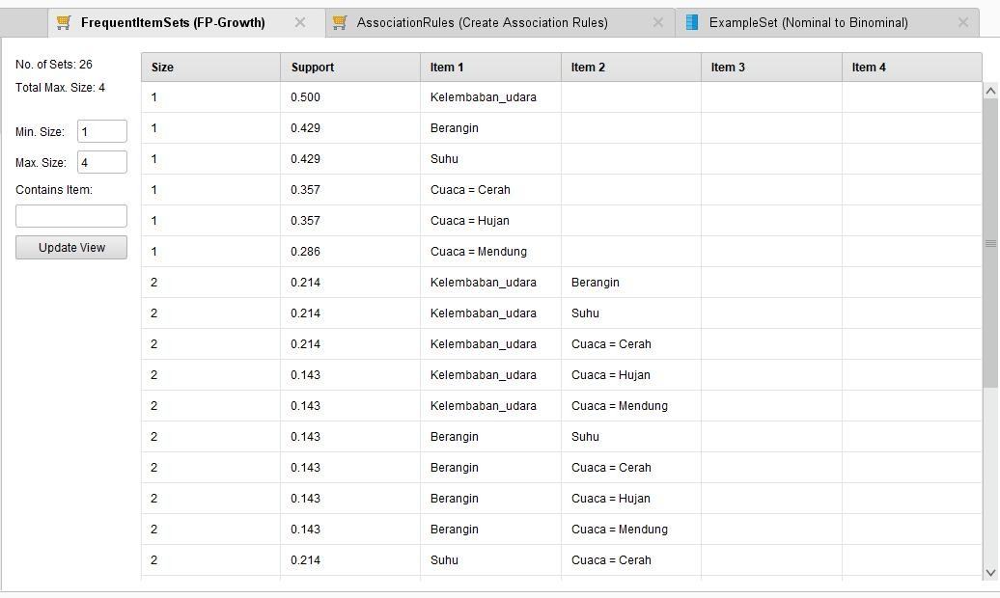 FrequentItemSets (FP-Growth) AssociationRules (Create Association Rules) ExampleSet (Nominal to Binominal)
No. of Sets: 26
Total Max. Size: 4
Min. Size: 1
Max. Size: 4
Contains Item:
Update View
Size Support Item 1 Item 2 Item 3 Item 4
1 0.500 Kelembaban_udara
1 0.429 Berangin
1 0.429 Suhu
1 0.357 Cuaca = Cerah
1 0.357 Cuaca = Hujan
1 0.286 Cuaca = Mendung
2 0.214 Kelembaban_udara Berangin
2 0.214 Kelembaban_udara Suhu
2 0.214 Kelembaban_udara Cuaca = Cerah
2 0.143 Kelembaban_udara Cuaca = Hujan
2 0.143 Kelembaban_udara Cuaca = Mendung
2 0.143 Berangin Suhu
2 0.143 Berangin Cuaca = Cerah
2 0.143 Berangin Cuaca = Hujan
2 0.143 Berangin Cuaca = Mendung
2 0.214 Suhu Cuaca = Cerah